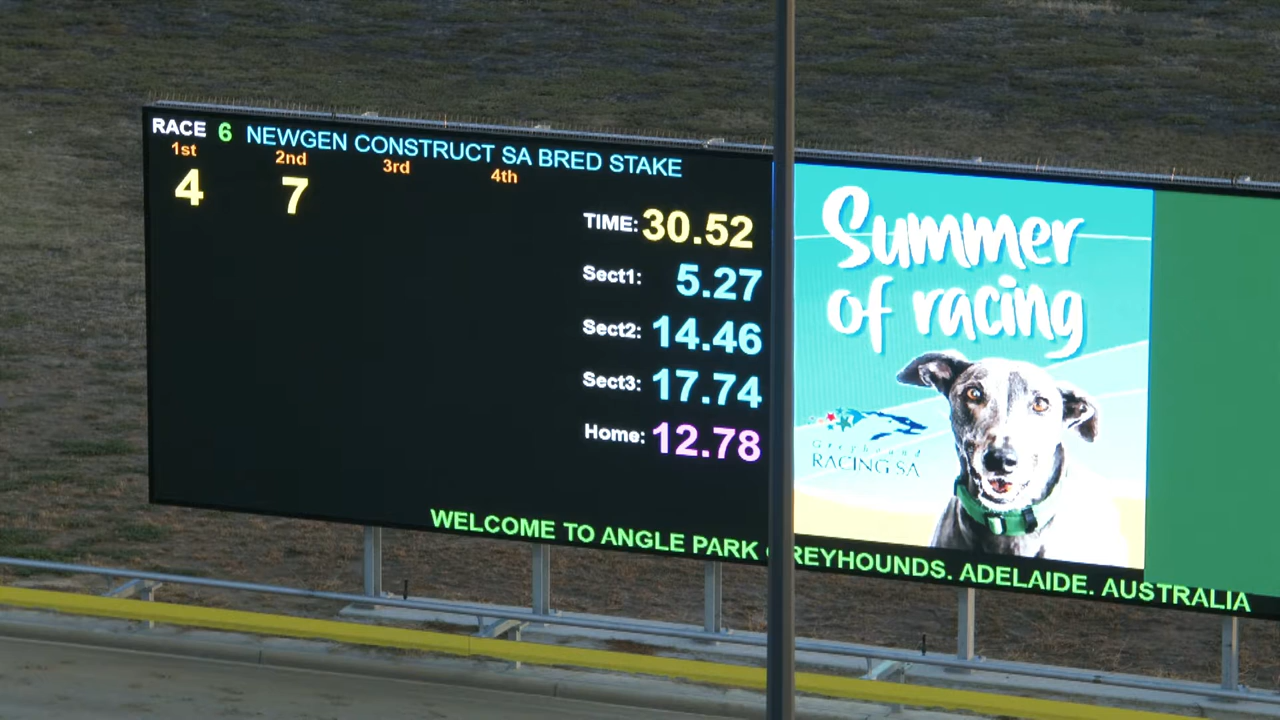 RACE 6 NEWGEN CONSTRUCT SA BRED STAKE
1st 2nd 3rd 4th
4 7
TIME: 30.52
Sect1: 5.27
Sect2: 14.46
Sect3: 17.74
Home: 12.78
Summer
of racing
Greyhound
RACING SA
WELCOME TO ANGLE PARK REYHOUNDS. ADELAIDE. AUSTRALIA